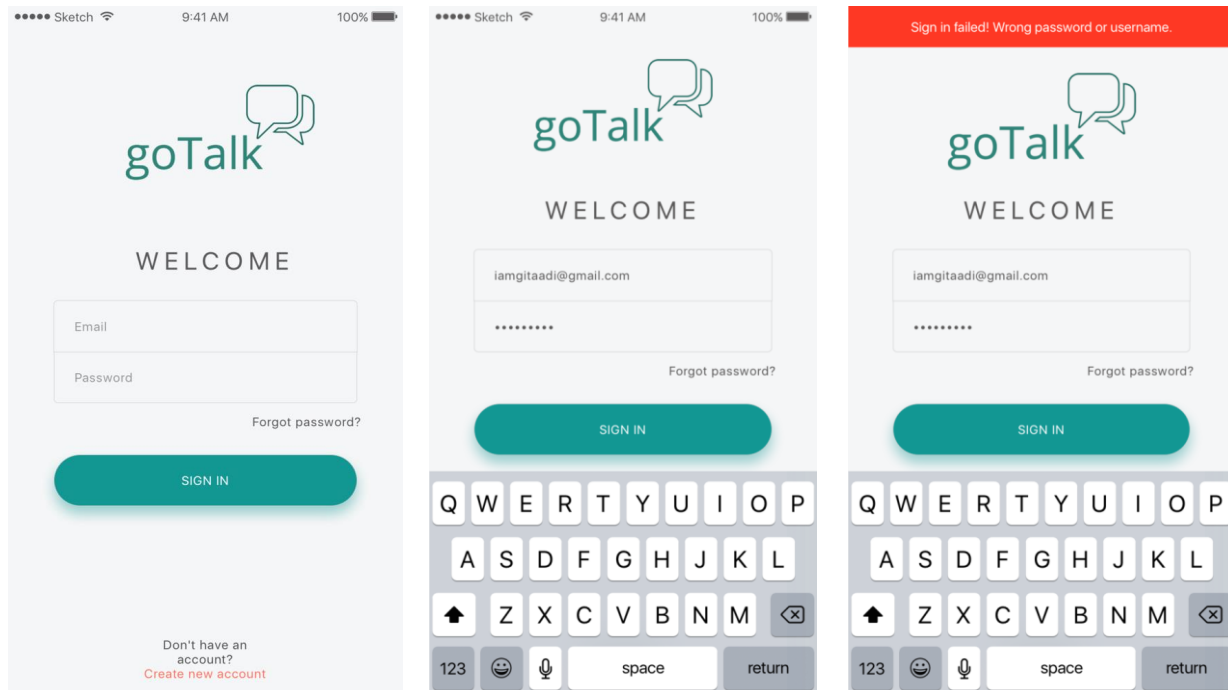 Sketch 9:41 AM 100%
goTalk
WELCOME
Email
Password
Forgot password?
SIGN IN
Don't have an
account?
Create new account
Sketch 9:41 AM 100%
goTalk
WELCOME
iamgitaadi@gmail.com
•••••••••
Forgot password?
SIGN IN
Q W E R T Y U I O P
A S D F G H J K L
Z X C V B N M
123 space return
Sign in failed! Wrong password or username.
goTalk
WELCOME
iamgitaadi@gmail.com
•••••••••
Forgot password?
SIGN IN
Q W E R T Y U I O P
A S D F G H J K L
Z X C V B N M
123 space return